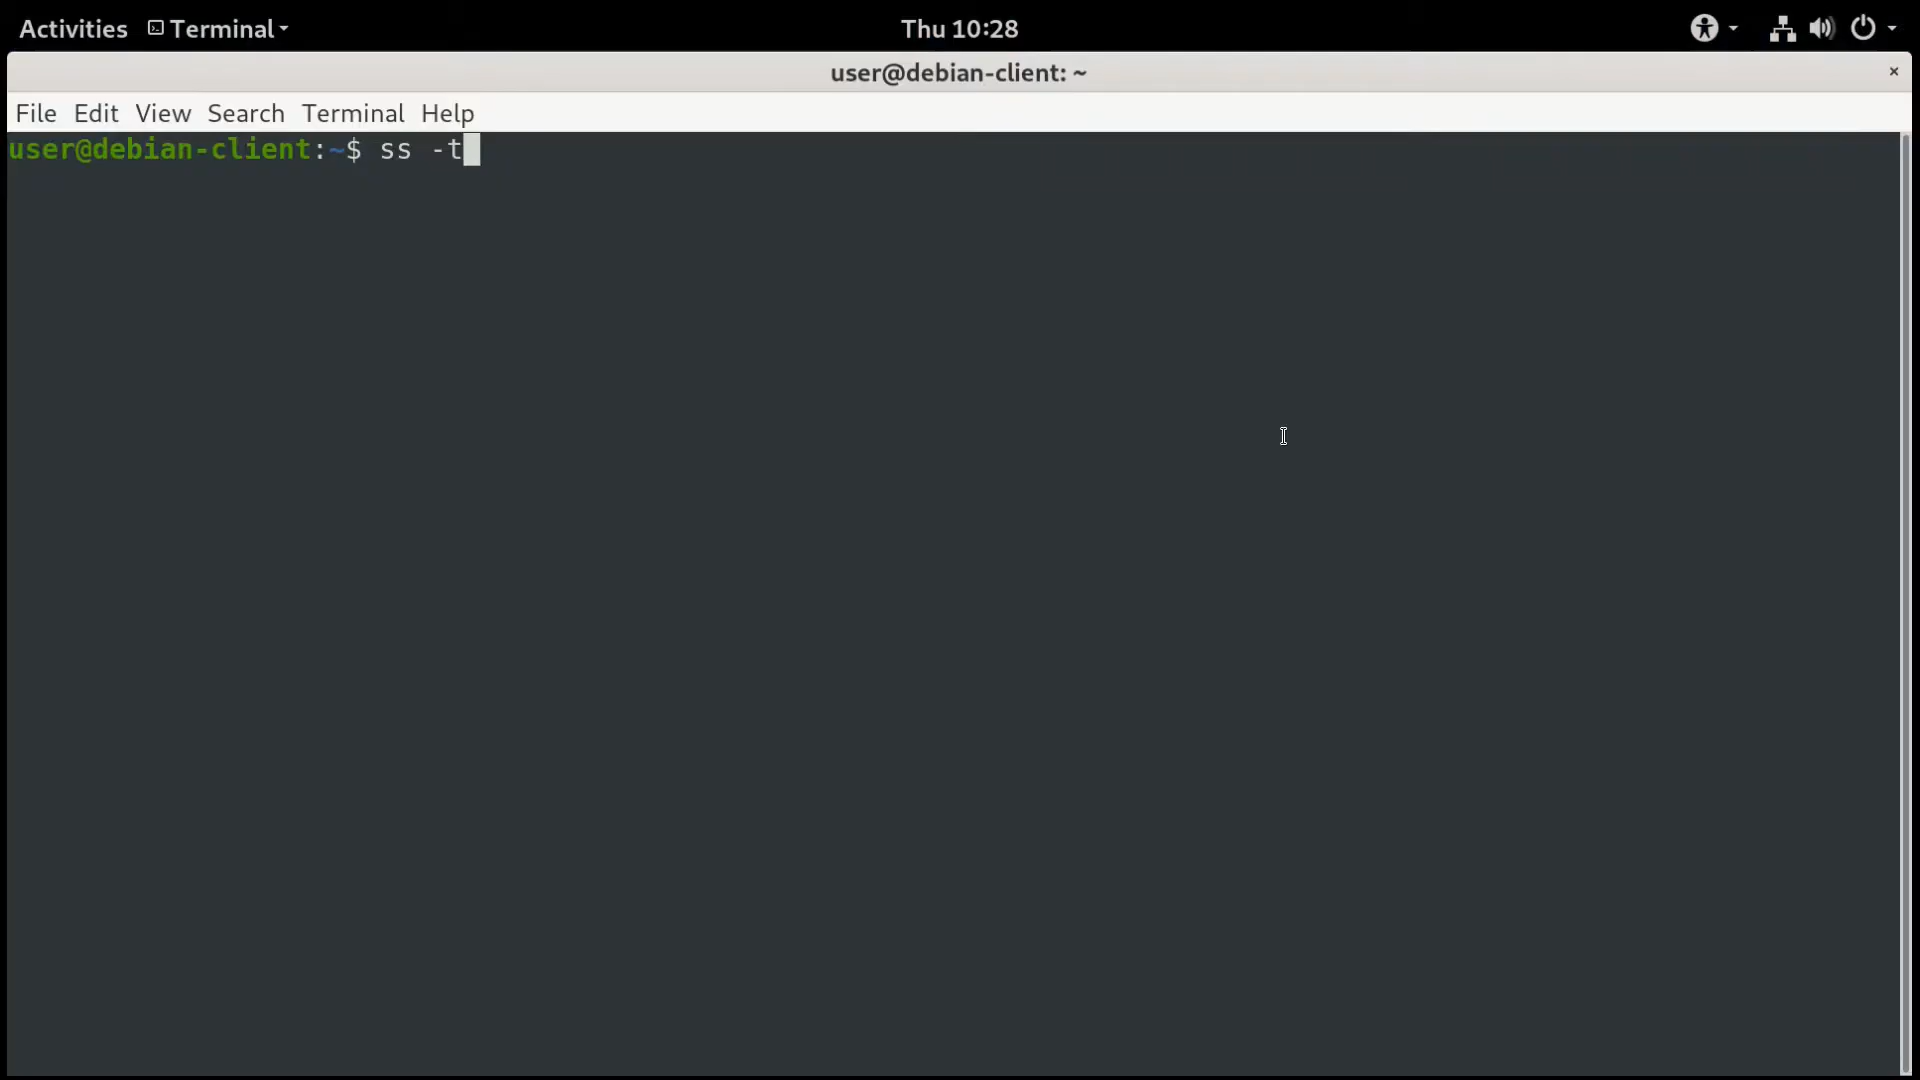 Activities Terminal Thu 10:28
user@debian-client: ~ ×
File Edit View Search Terminal Help
user@debian-client:~$ ss -t